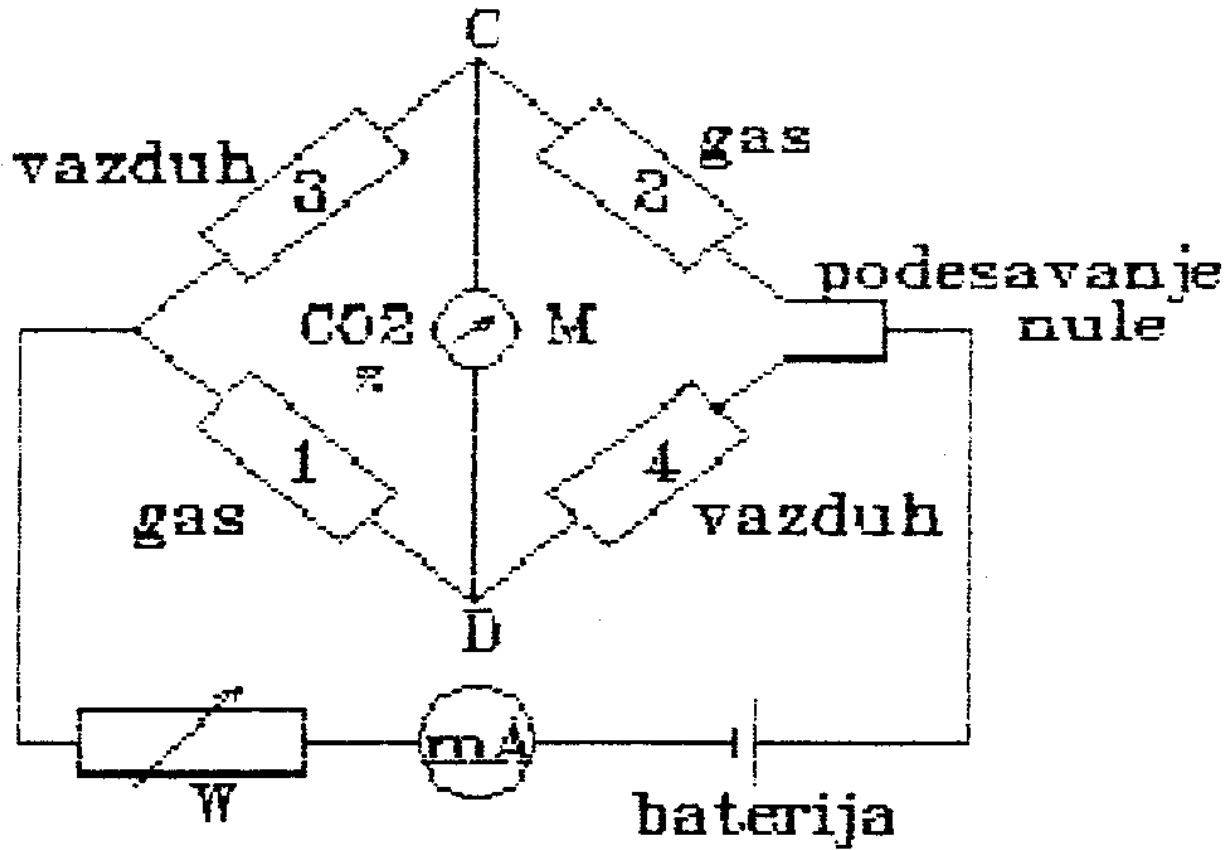 C
vazduh
3
gas
2
podesavanje
nule
CO2
%
M
1
gas
4
vazduh
D
mA
W
baterija